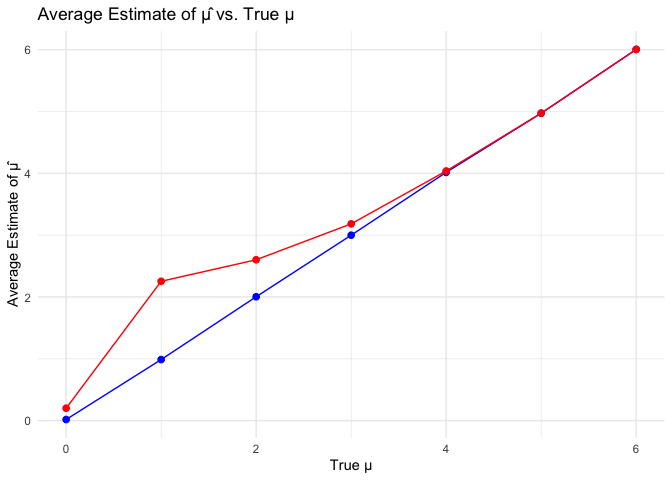 Average Estimate of μ̂ vs. True μ
Average Estimate of μ̂
6
4
2
0
0 2 4 6
True μ